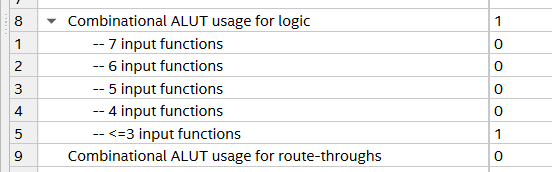 7
8 Combinational ALUT usage for logic 1
1 -- 7 input functions 0
2 -- 6 input functions 0
3 -- 5 input functions 0
4 -- 4 input functions 0
5 -- <=3 input functions 1
9 Combinational ALUT usage for route-throughs 0